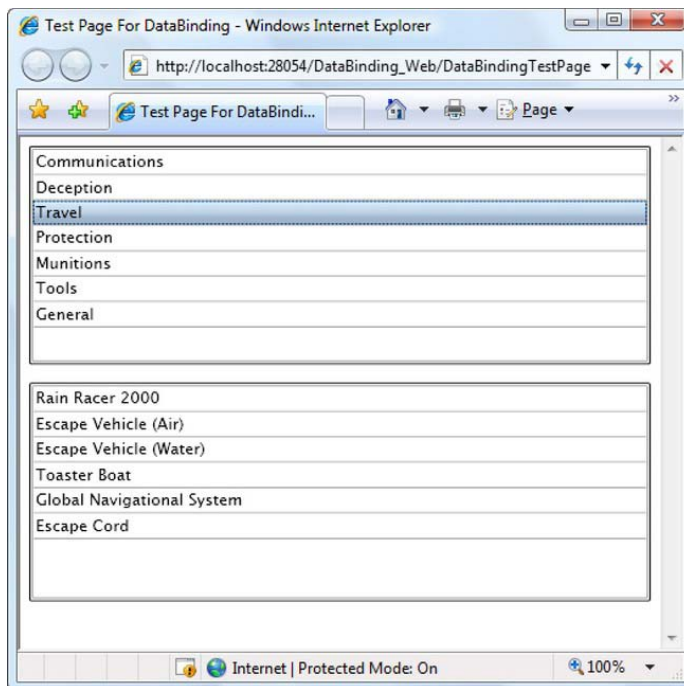 Test Page For DataBinding - Windows Internet Explorer
http://localhost:28054/DataBinding_Web/DataBindingTestPage
Test Page For DataBindi...
Page
Communications
Deception
Travel
Protection
Munitions
Tools
General
Rain Racer 2000
Escape Vehicle (Air)
Escape Vehicle (Water)
Toaster Boat
Global Navigational System
Escape Cord
Internet | Protected Mode: On
100%